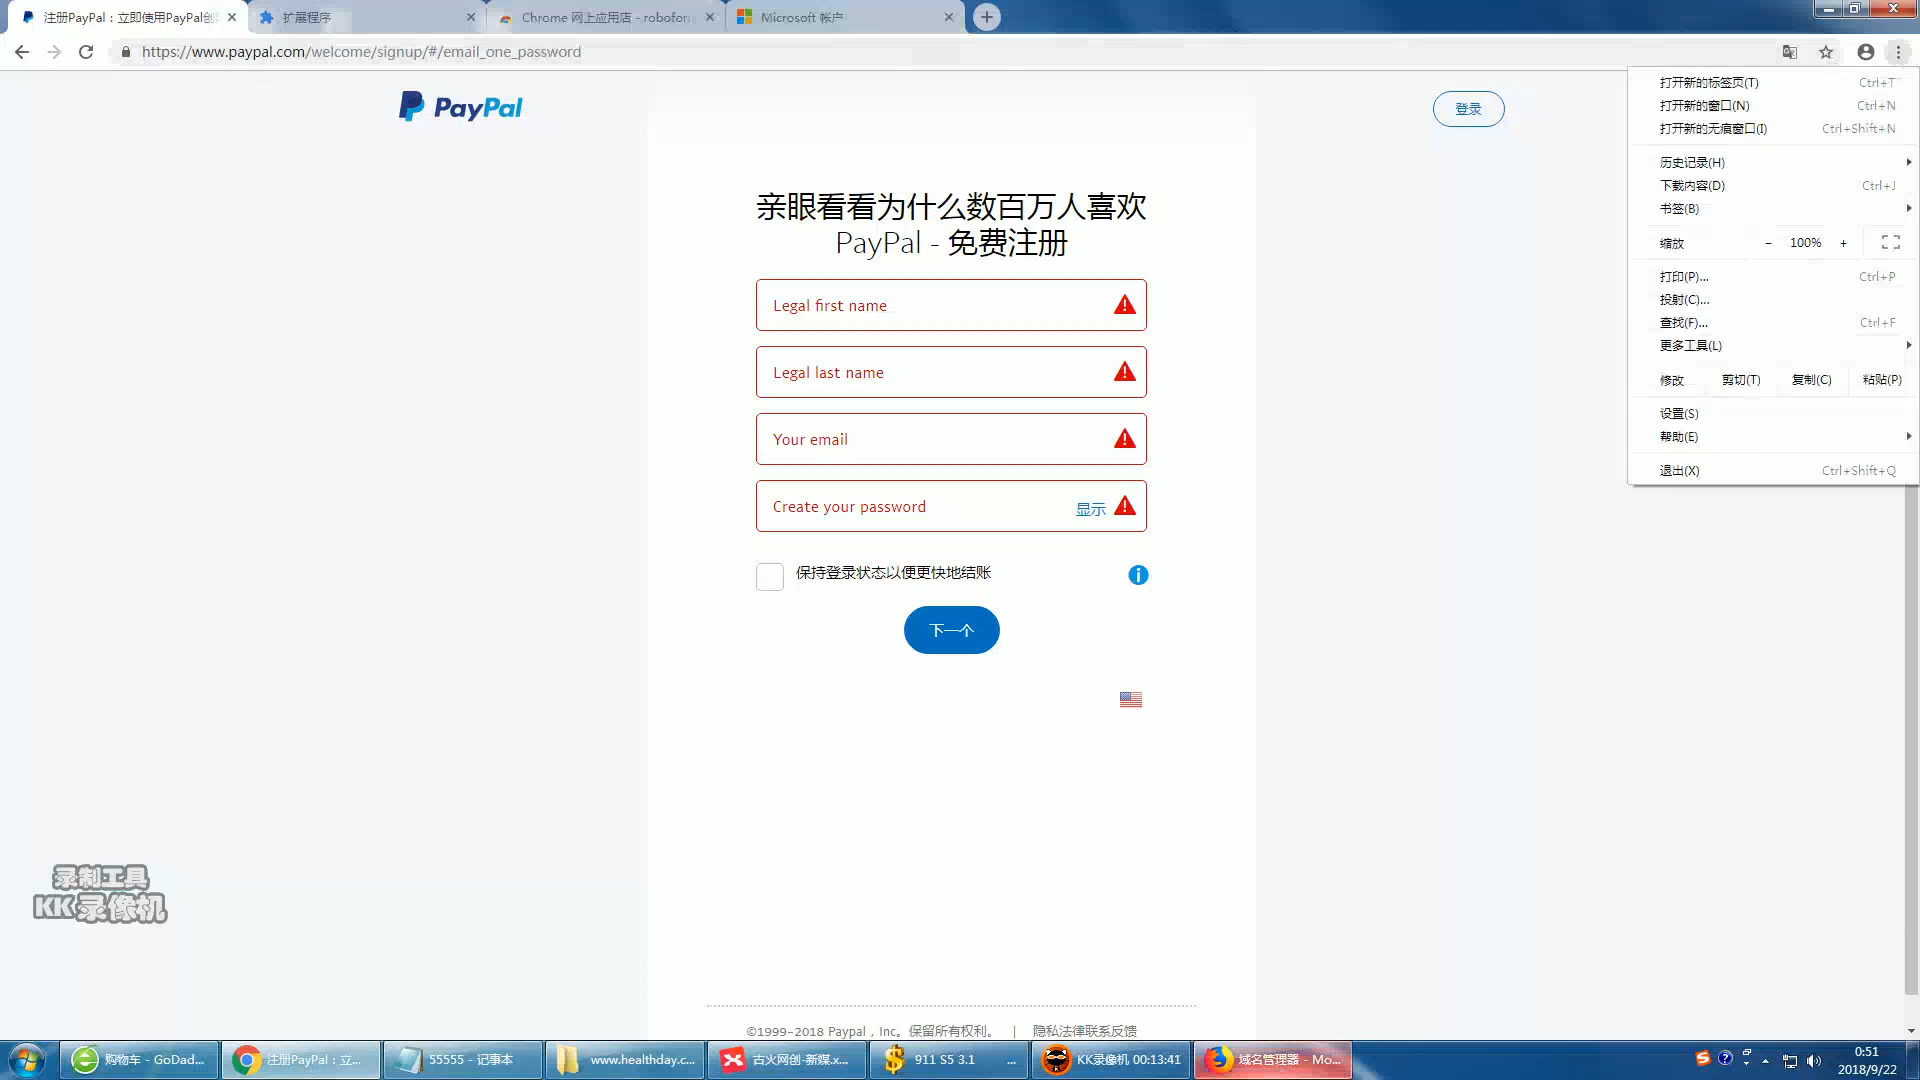 注册PayPal：立即使用PayPal创
扩展程序
Chrome 网上应用店 - robofor
Microsoft 帐户
https://www.paypal.com/welcome/signup/#/email_one_password
PayPal
登录
亲眼看看为什么数百万人喜欢
PayPal - 免费注册
Legal first name
Legal last name
Your email
Create your password
显示
保持登录状态以便更快地结账
下一个
打开新的标签页(T) Ctrl+T
打开新的窗口(N) Ctrl+N
打开新的无痕窗口(I) Ctrl+Shift+N
历史记录(H)
下载内容(D) Ctrl+J
书签(B)
缩放 − 100% +
打印(P)... Ctrl+P
投射(C)...
查找(F)... Ctrl+F
更多工具(L)
修改 剪切(T) 复制(C) 粘贴(P)
设置(S)
帮助(E)
退出(X) Ctrl+Shift+Q
录制工具
KK录像机
©1999-2018 Paypal , Inc。保留所有权利。 | 隐私法律联系反馈
购物车 - GoDad...
注册PayPal：立...
55555 - 记事本
www.healthday.c...
古火网创-新媒.x...
911 S5 3.1 ...
KK录像机 00:13:41
域名管理器 - Mo...
0:51
2018/9/22